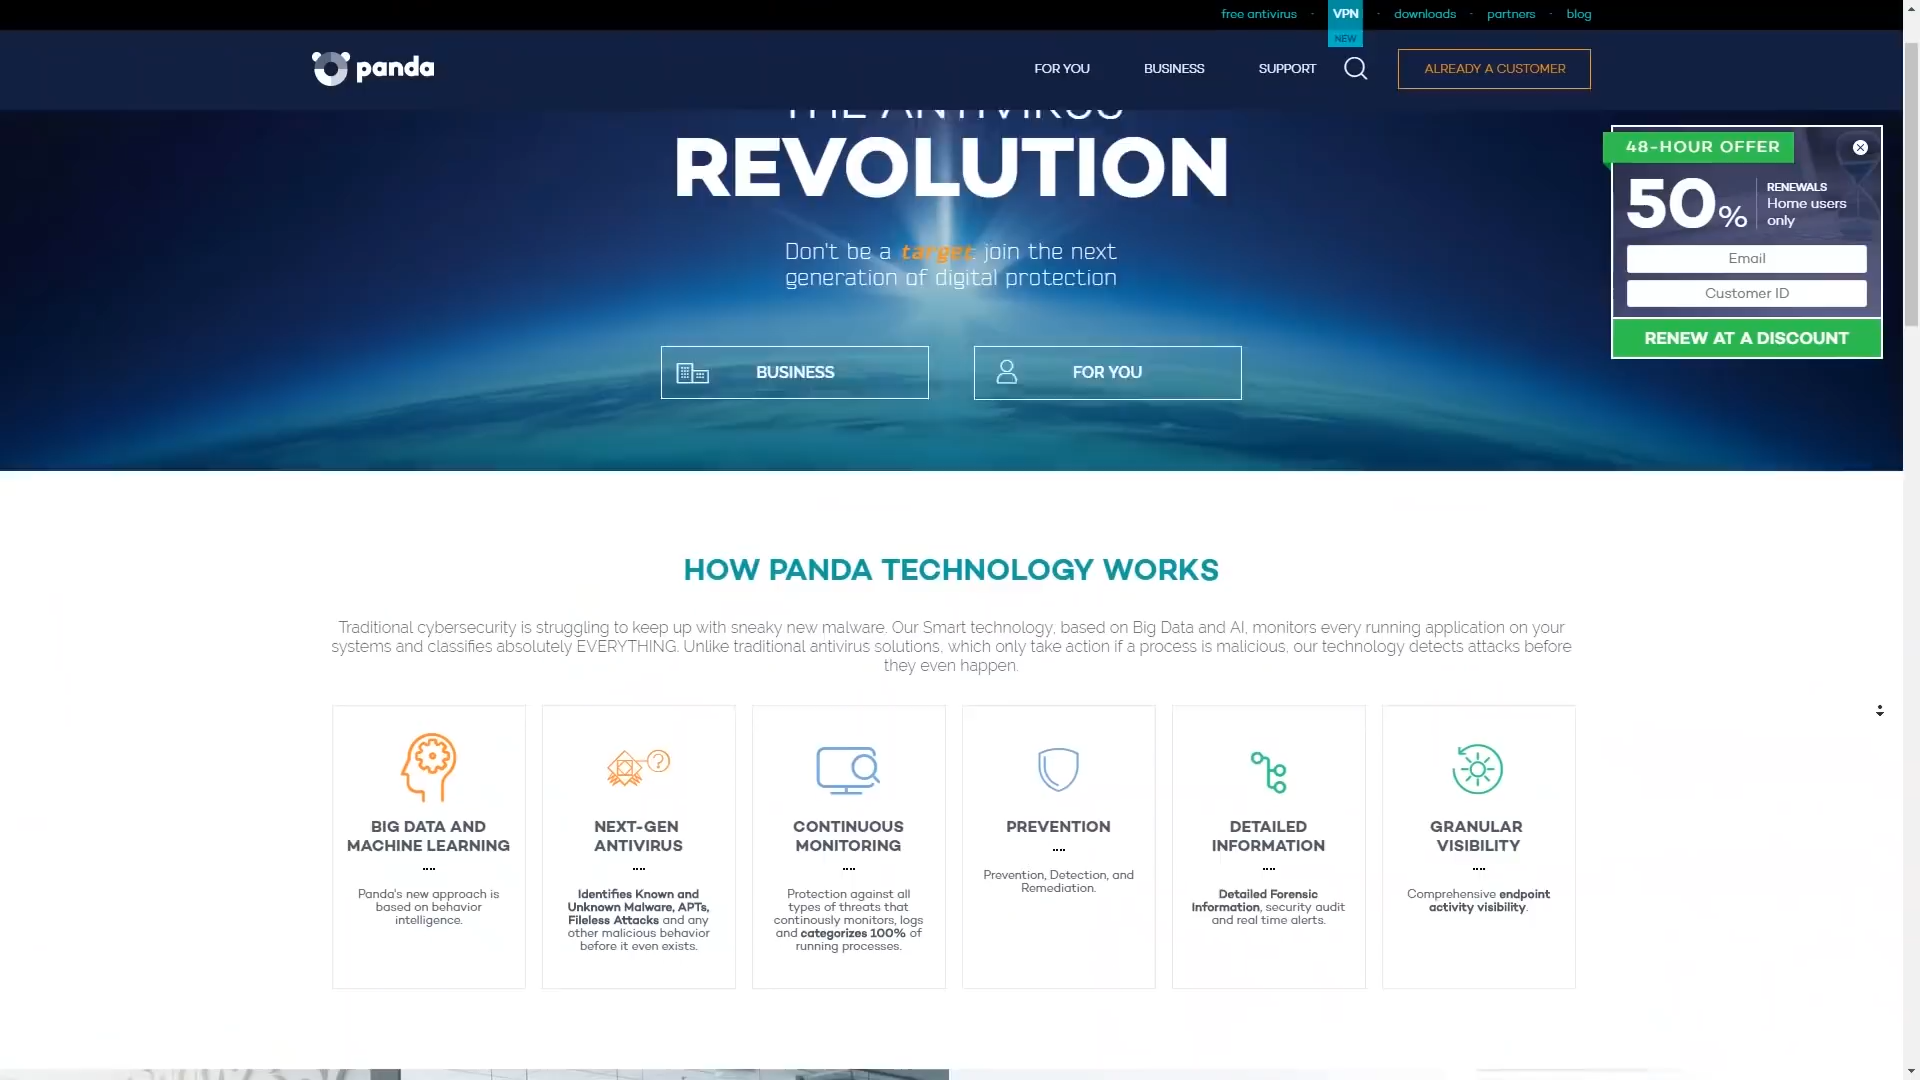 free antivirus · VPN · downloads · partners · blog
NEW
panda
FOR YOU
BUSINESS
SUPPORT
ALREADY A CUSTOMER
THE ANTIVIRUS
REVOLUTION
Don't be a target: join the next
generation of digital protection
BUSINESS
FOR YOU
48-HOUR OFFER
50%
RENEWALS
Home users
only
Email
Customer ID
RENEW AT A DISCOUNT
HOW PANDA TECHNOLOGY WORKS
Traditional cybersecurity is struggling to keep up with sneaky new malware. Our Smart technology, based on Big Data and AI, monitors every running application on your
systems and classifies absolutely EVERYTHING. Unlike traditional antivirus solutions, which only take action if a process is malicious, our technology detects attacks before
they even happen.
BIG DATA AND
MACHINE LEARNING
Panda's new approach is
based on behavior
intelligence.
NEXT-GEN
ANTIVIRUS
Identifies Known and
Unknown Malware, APTs,
Fileless Attacks and any
other malicious behavior
before it even exists.
CONTINUOUS
MONITORING
Protection against all
types of threats that
continously monitors, logs
and categorizes 100% of
running processes.
PREVENTION
Prevention, Detection, and
Remediation.
DETAILED
INFORMATION
Detailed Forensic
Information, security audit
and real time alerts.
GRANULAR
VISIBILITY
Comprehensive endpoint
activity visibility.